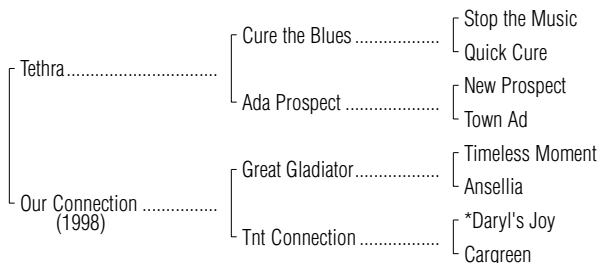 Stop the Music
Cure the Blues ..................
Quick Cure
Tethra................................
New Prospect
Ada Prospect ....................
Town Ad
Timeless Moment
Great Gladiator..................
Ansellia
Our Connection ................
(1998)
*Daryl's Joy
Tnt Connection .................
Cargreen